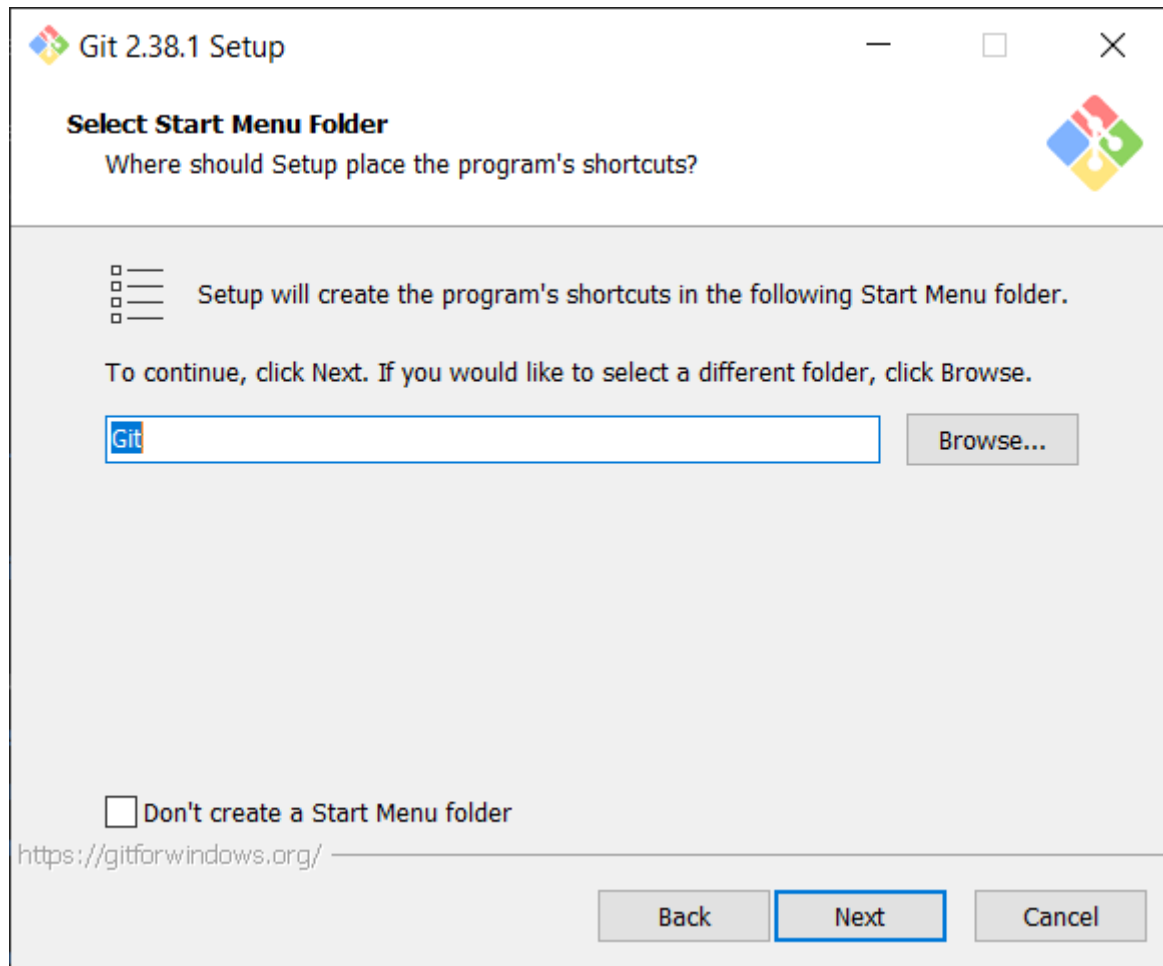 Git 2.38.1 Setup
Select Start Menu Folder
Where should Setup place the program's shortcuts?
Setup will create the program's shortcuts in the following Start Menu folder.
To continue, click Next. If you would like to select a different folder, click Browse.
Git
Browse...
Don't create a Start Menu folder
https://gitforwindows.org/
Back
Next
Cancel